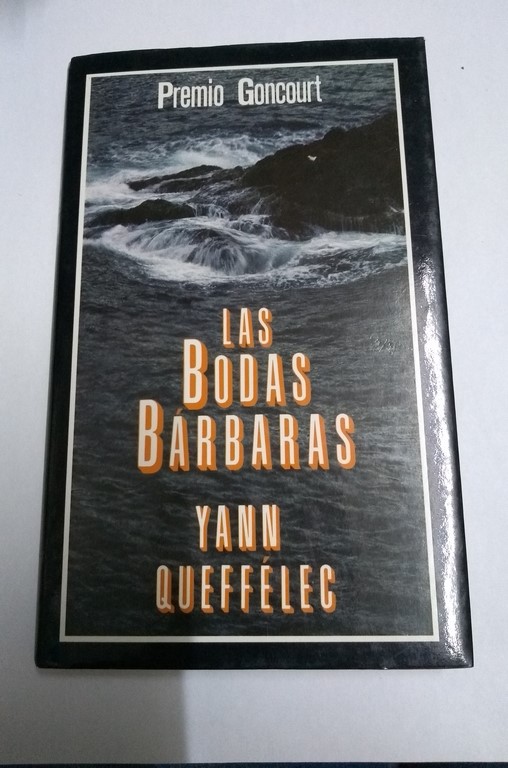 Premio Goncourt
LAS
BODAS
BÁRBARAS
YANN
QUEFFÉLEC